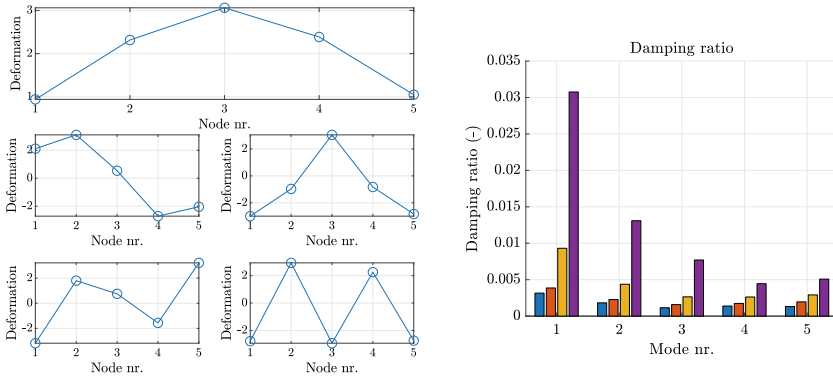 3
2
1
Deformation
1 2 3 4 5
Node nr.
2
0
-2
Deformation
1 2 3 4 5
Node nr.
2
0
-2
Deformation
1 2 3 4 5
Node nr.
2
0
-2
Deformation
1 2 3 4 5
Node nr.
2
0
-2
Deformation
1 2 3 4 5
Node nr.
Damping ratio
0.035
0.03
0.025
0.02
0.015
0.01
0.005
0
Damping ratio (-)
1 2 3 4 5
Mode nr.